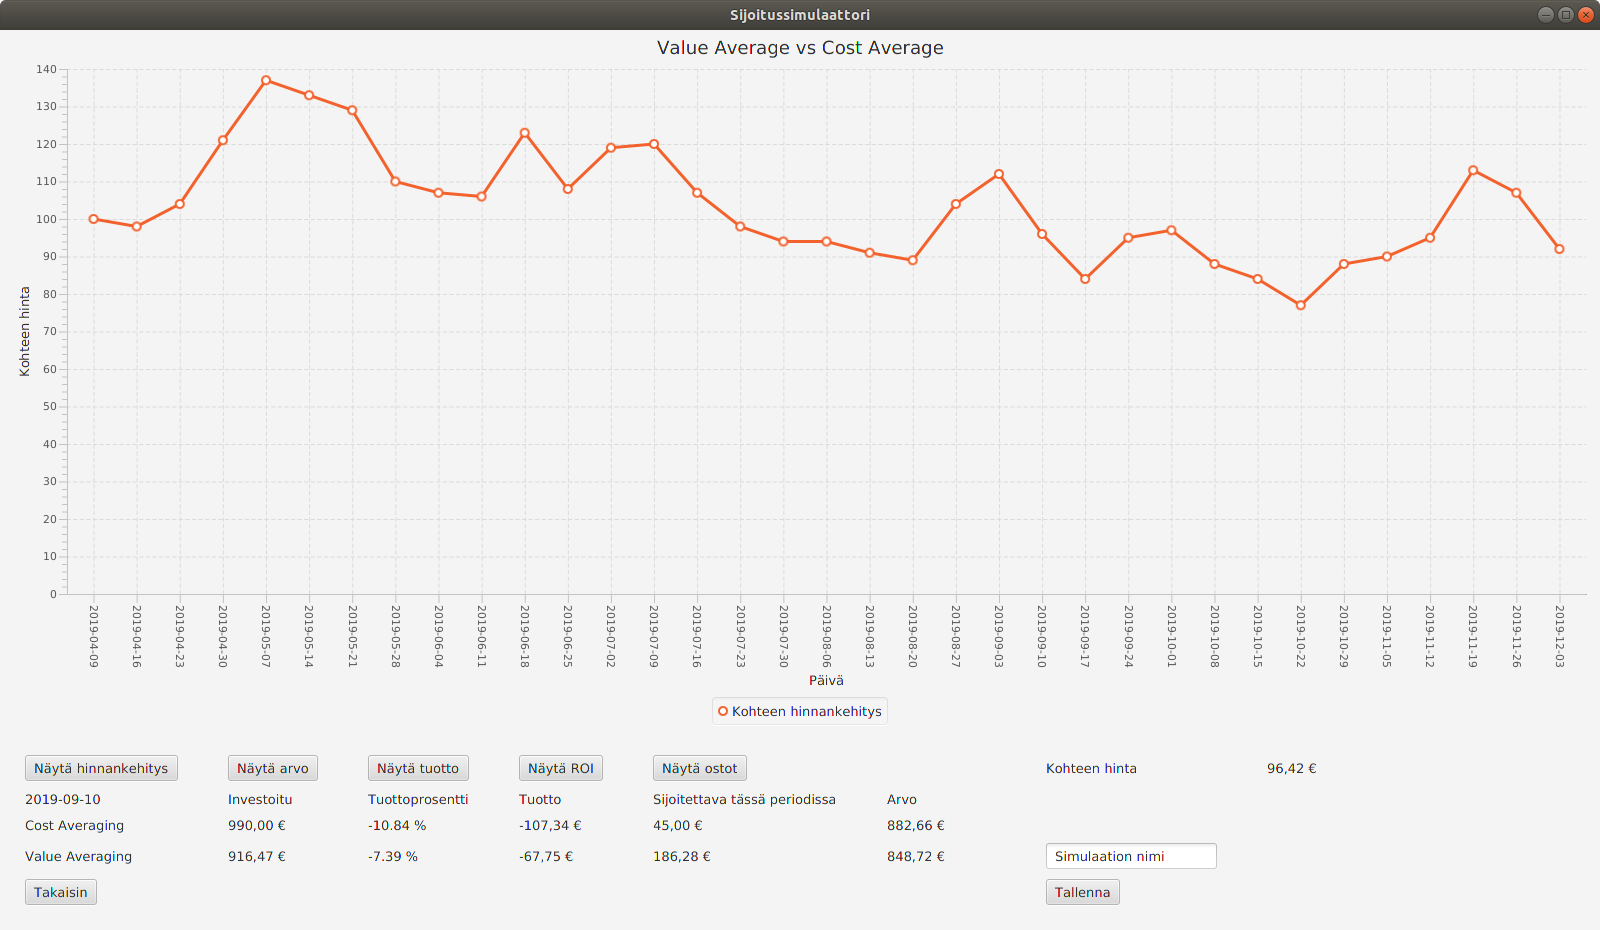 Sijoitussimulaattori
Value Average vs Cost Average
140
130
120
110
100
90
80
70
60
50
40
30
20
10
0
Kohteen hinta
2019-04-09 2019-04-16 2019-04-23 2019-04-30 2019-05-07 2019-05-14 2019-05-21 2019-05-28 2019-06-04 2019-06-11 2019-06-18 2019-06-25 2019-07-02 2019-07-09 2019-07-16 2019-07-23 2019-07-30 2019-08-06 2019-08-13 2019-08-20 2019-08-27 2019-09-03 2019-09-10 2019-09-17 2019-09-24 2019-10-01 2019-10-08 2019-10-15 2019-10-22 2019-10-29 2019-11-05 2019-11-12 2019-11-19 2019-11-26 2019-12-03
Päivä
Kohteen hinnankehitys
Näytä hinnankehitys Näytä arvo Näytä tuotto Näytä ROI Näytä ostot Kohteen hinta 96,42 €
2019-09-10 Investoitu Tuottoprosentti Tuotto Sijoitettava tässä periodissa Arvo
Cost Averaging 990,00 € -10.84 % -107,34 € 45,00 € 882,66 €
Value Averaging 916,47 € -7.39 % -67,75 € 186,28 € 848,72 € Simulaation nimi
Takaisin Tallenna